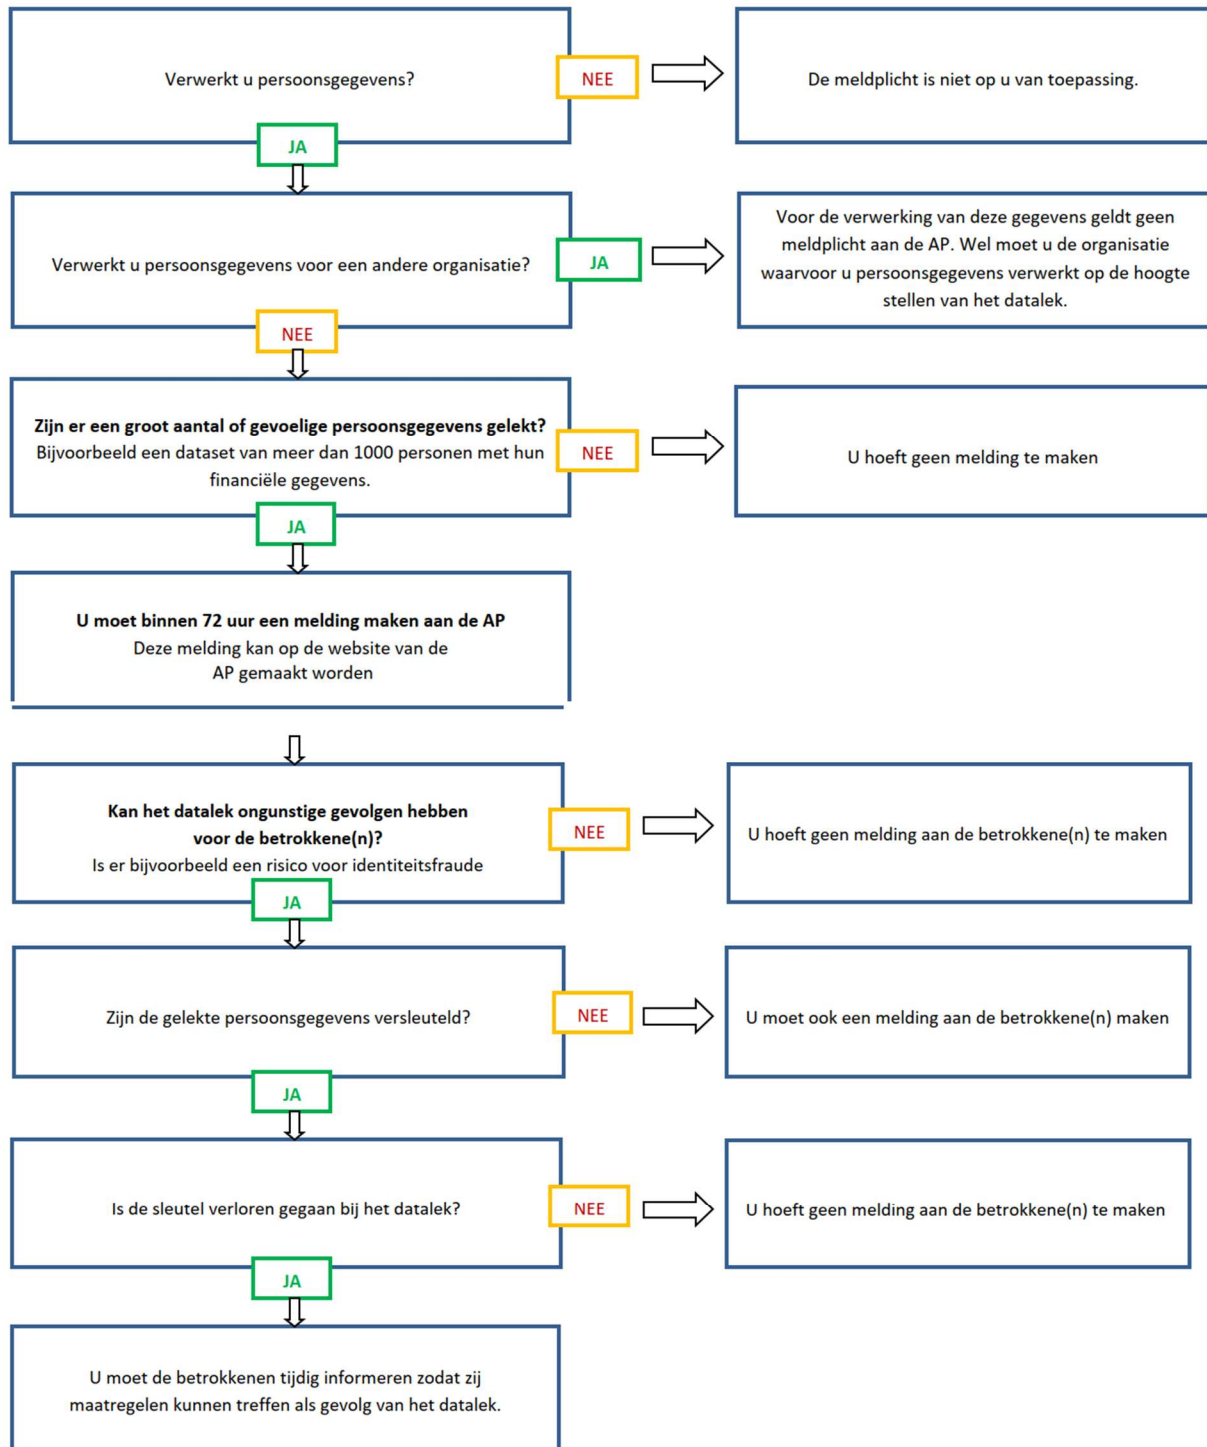 Verwerkt u persoonsgegevens?
NEE
De meldplicht is niet op u van toepassing.
JA
Verwerkt u persoonsgegevens voor een andere organisatie?
JA
Voor de verwerking van deze gegevens geldt geen
meldplicht aan de AP. Wel moet u de organisatie
waarvoor u persoonsgegevens verwerkt op de hoogte
stellen van het datalek.
NEE
Zijn er een groot aantal of gevoelige persoonsgegevens gelekt?
Bijvoorbeeld een dataset van meer dan 1000 personen met hun
financiële gegevens.
NEE
U hoeft geen melding te maken
JA
U moet binnen 72 uur een melding maken aan de AP
Deze melding kan op de website van de
AP gemaakt worden
Kan het datalek ongunstige gevolgen hebben
voor de betrokkene(n)?
Is er bijvoorbeeld een risico voor identiteitsfraude
NEE
U hoeft geen melding aan de betrokkene(n) te maken
JA
Zijn de gelekte persoonsgegevens versleuteld?
NEE
U moet ook een melding aan de betrokkene(n) maken
JA
Is de sleutel verloren gegaan bij het datalek?
NEE
U hoeft geen melding aan de betrokkene(n) te maken
JA
U moet de betrokkenen tijdig informeren zodat zij
maatregelen kunnen treffen als gevolg van het datalek.